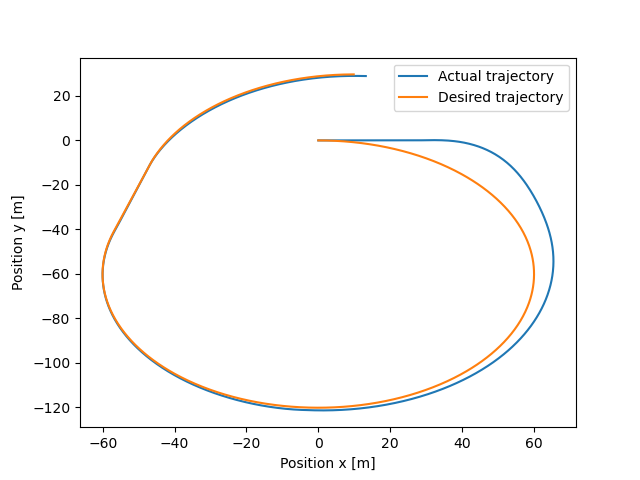 Actual trajectory
Desired trajectory
20
0
−20
−40
−60
−80
−100
−120
Position y [m]
−60 −40 −20 0 20 40 60
Position x [m]